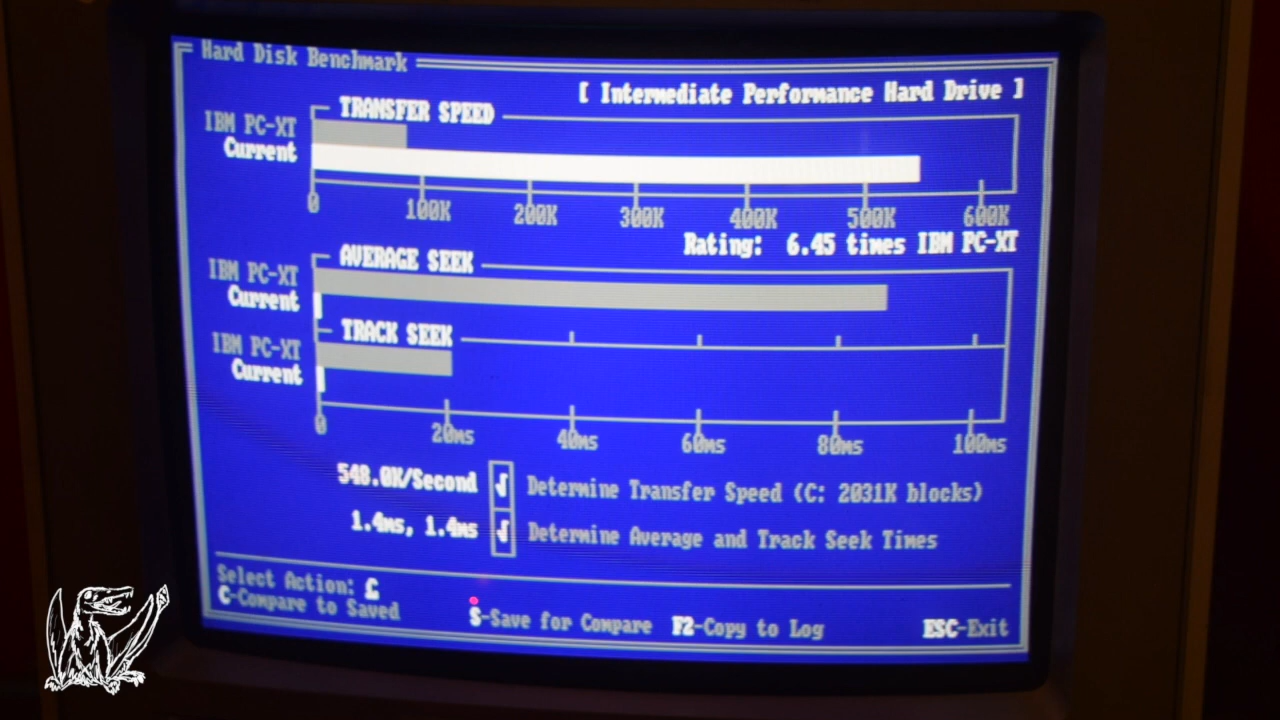 Hard Disk Benchmark
[ Intermediate Performance Hard Drive ]
TRANSFER SPEED
IBM PC-XT
Current
0 100K 200K 300K 400K 500K 600K
Rating: 6.45 times IBM PC-XT
AVERAGE SEEK
IBM PC-XT
Current
TRACK SEEK
IBM PC-XT
Current
0 20ms 40ms 60ms 80ms 100ms
548.0K/Second √ Determine Transfer Speed (C: 2031K blocks)
1.4ms, 1.4ms √ Determine Average and Track Seek Times
Select Action: C
C-Compare to Saved S-Save for Compare F2-Copy to Log ESC-Exit